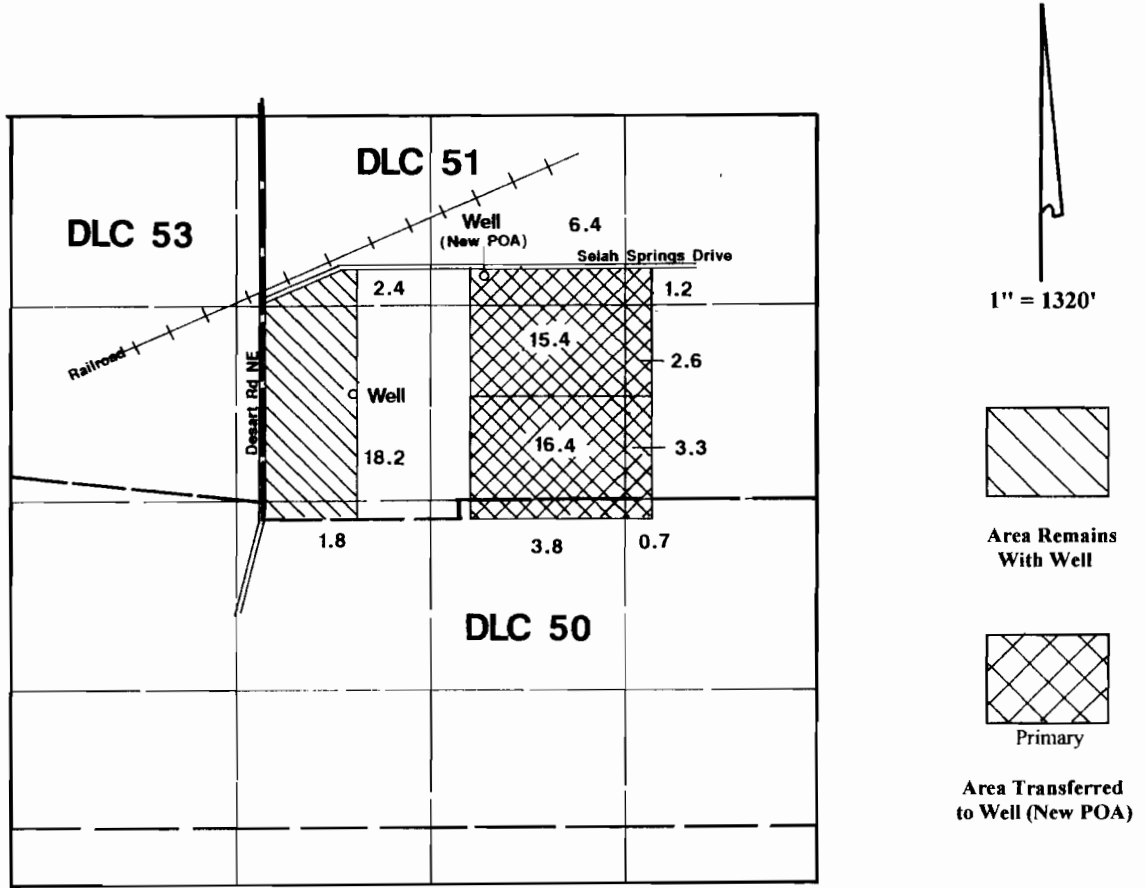 DLC 51
DLC 53
Well
(New POA)
6.4
Selah Springs Drive
2.4
1.2
1" = 1320'
15.4
2.6
Railroad
Desart Rd NE
Well
16.4
18.2
3.3
1.8
3.8
0.7
DLC 50
Area Remains
With Well
Primary
Area Transferred
to Well (New POA)